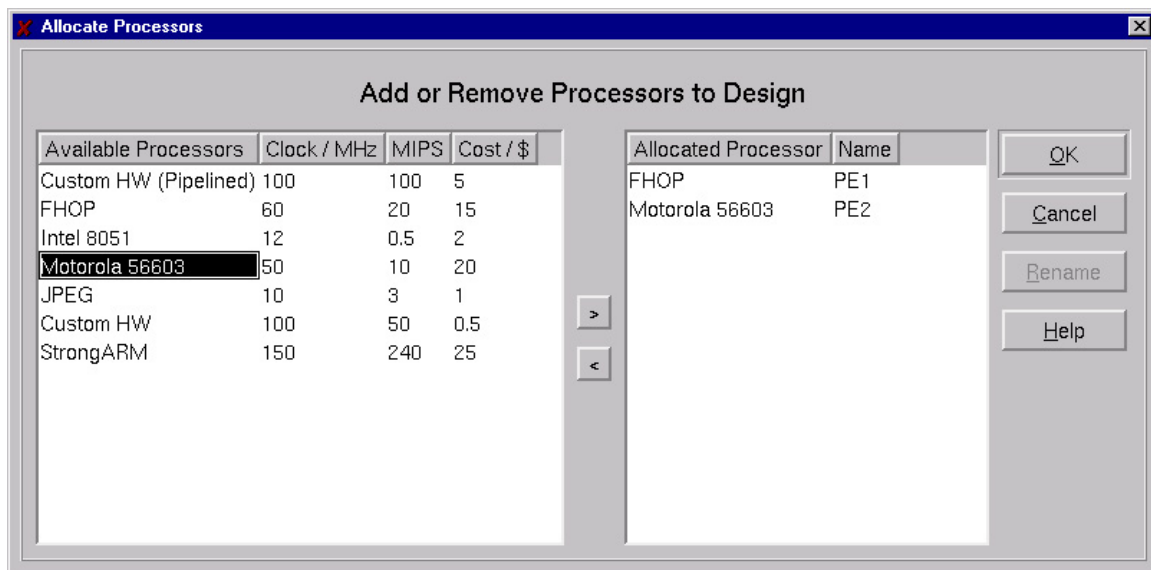 Allocate Processors
Add or Remove Processors to Design
Available Processors Clock / MHz MIPS Cost / $
Custom HW (Pipelined) 100 100 5
FHOP 60 20 15
Intel 8051 12 0.5 2
Motorola 56603 50 10 20
JPEG 10 3 1
Custom HW 100 50 0.5
StrongARM 150 240 25
>
<
Allocated Processor Name
FHOP PE1
Motorola 56603 PE2
OK
Cancel
Rename
Help